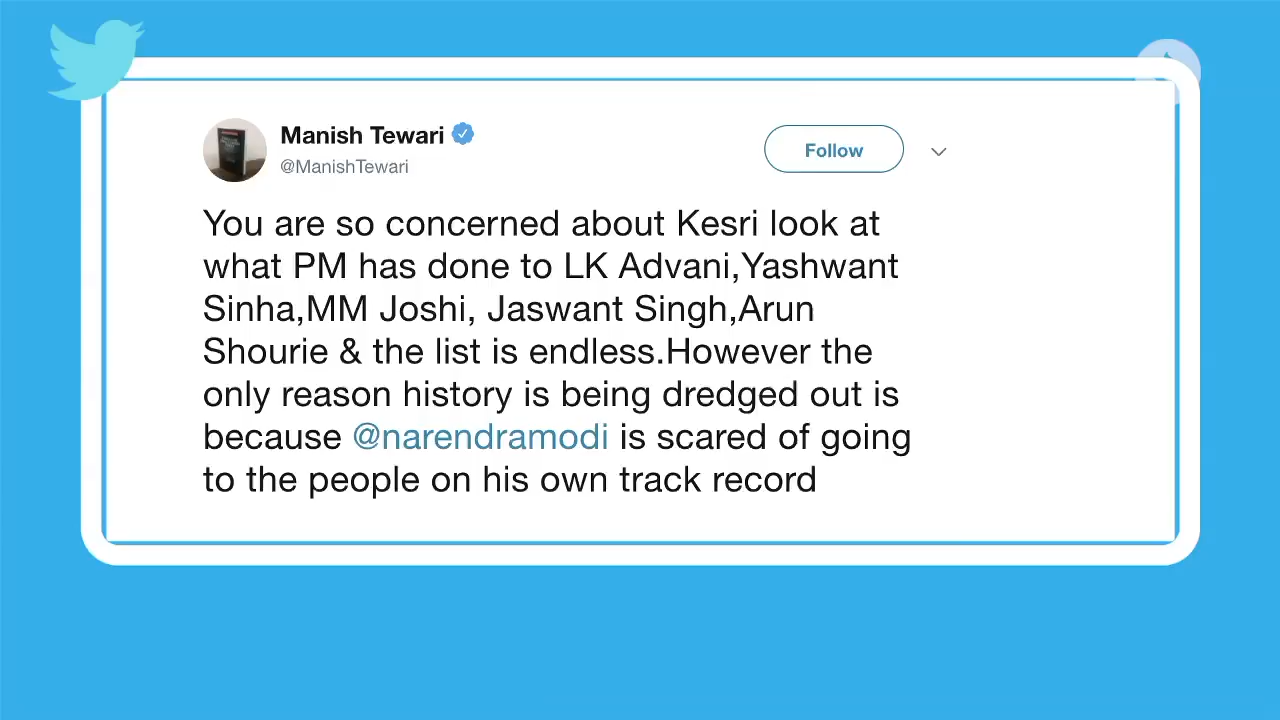 Manish Tewari
@ManishTewari
Follow
You are so concerned about Kesri look at
what PM has done to LK Advani,Yashwant
Sinha,MM Joshi, Jaswant Singh,Arun
Shourie & the list is endless.However the
only reason history is being dredged out is
because @narendramodi is scared of going
to the people on his own track record